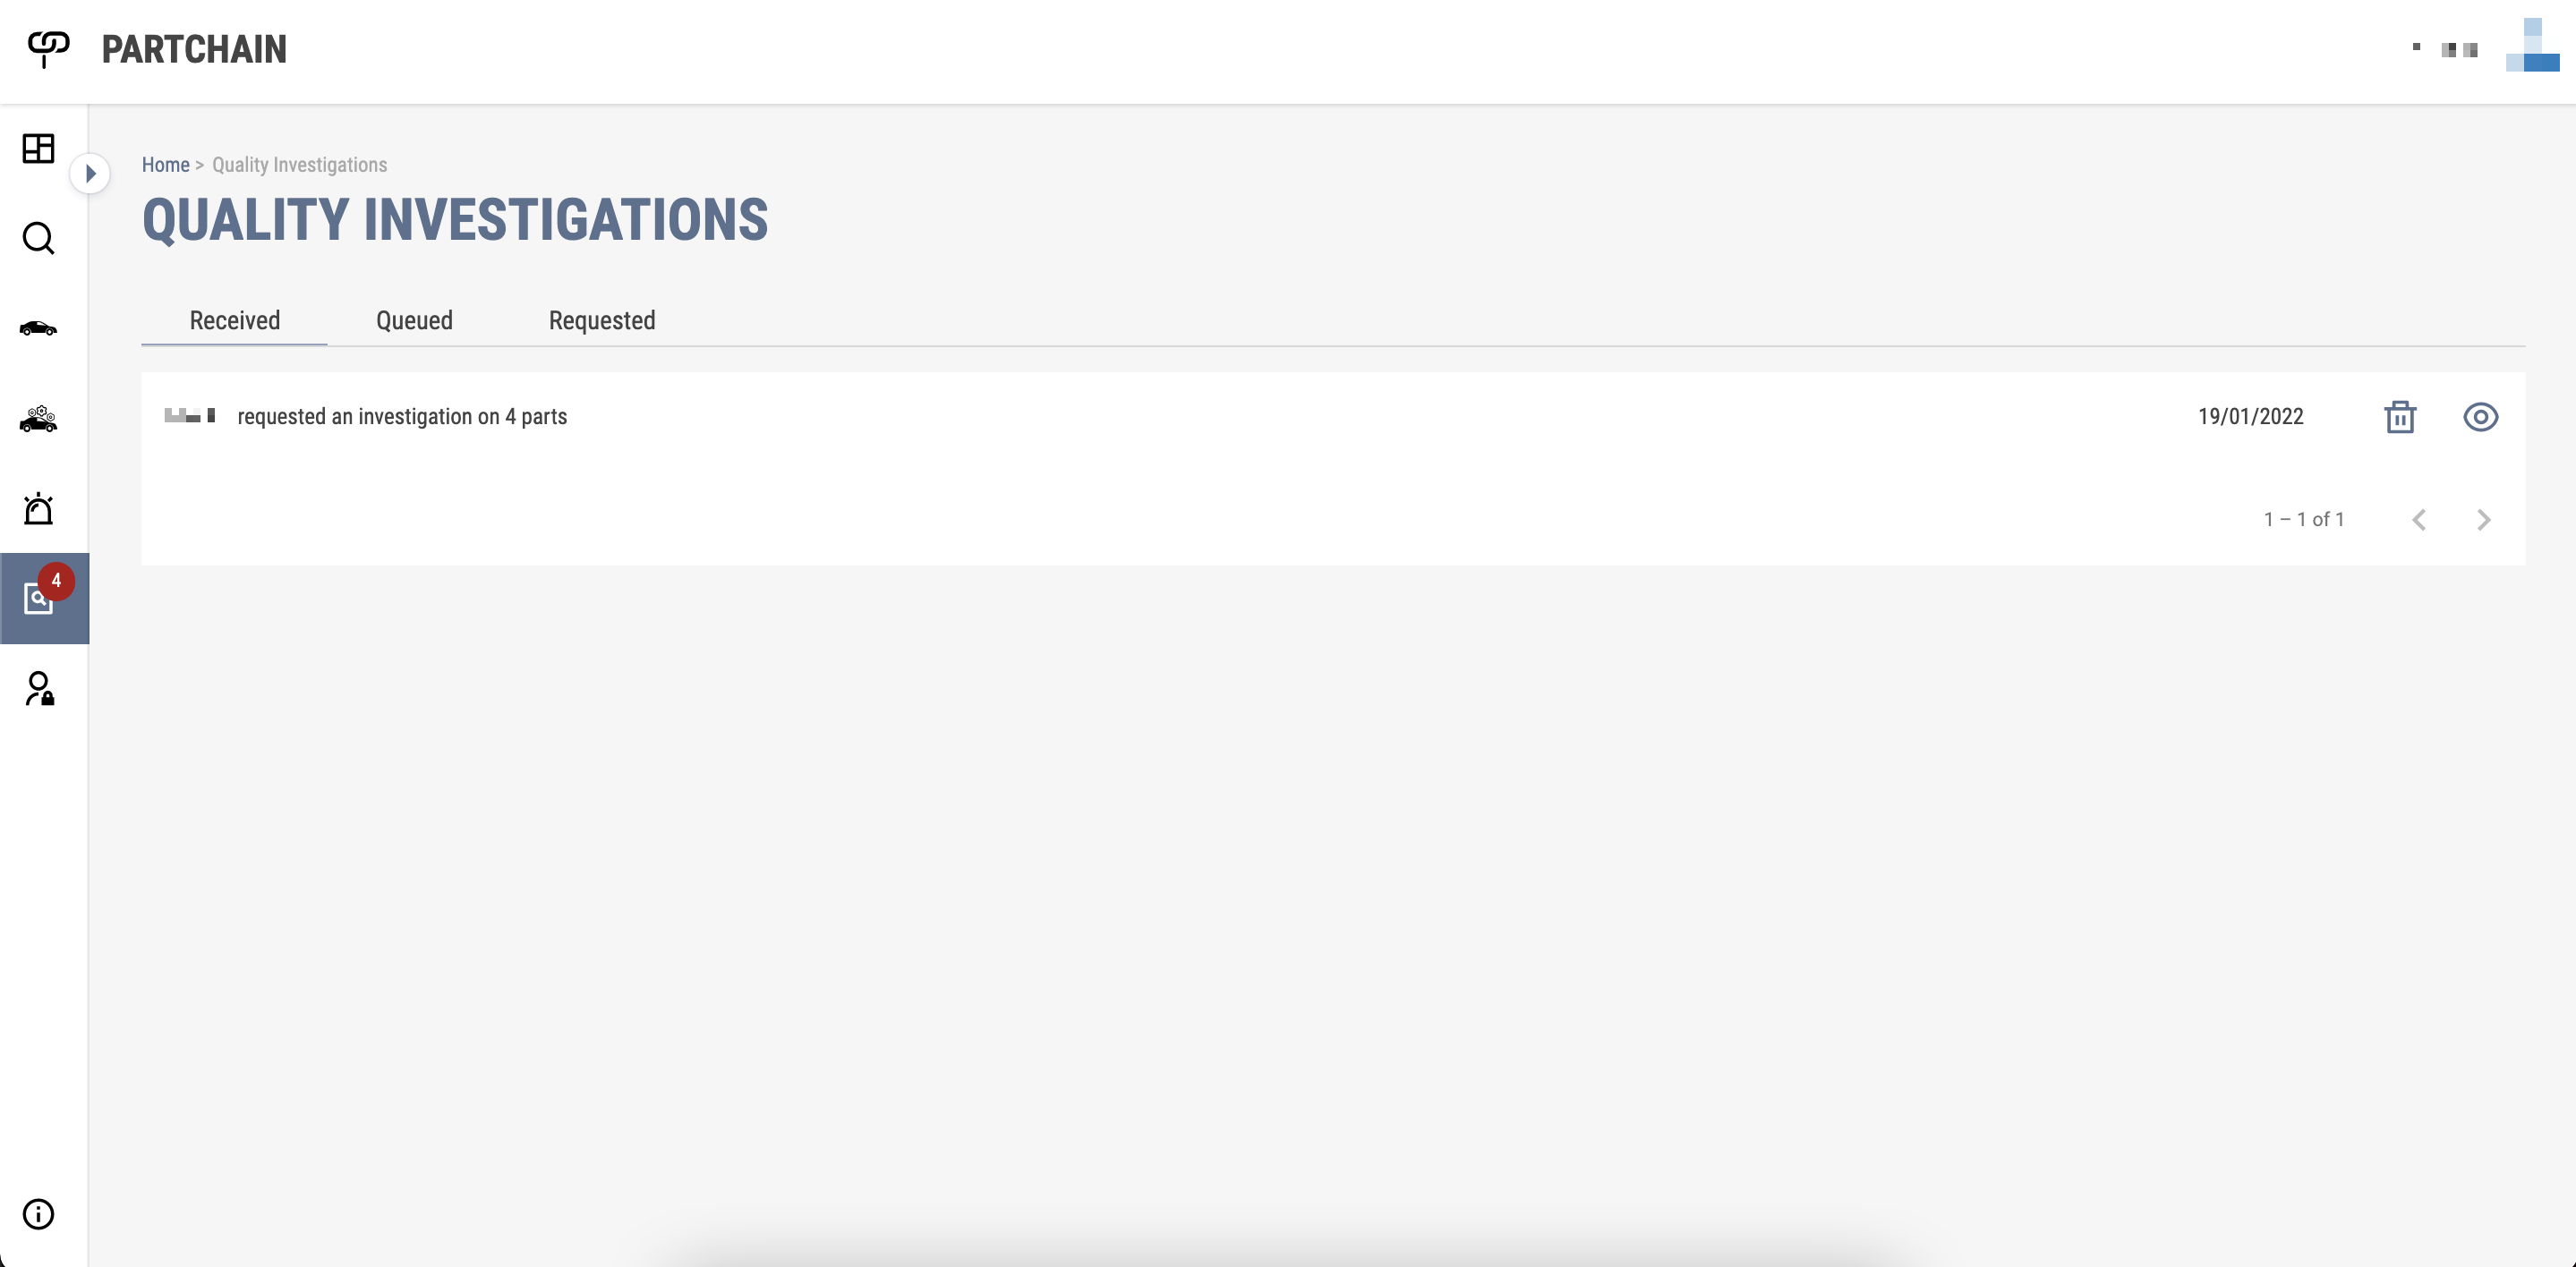 PARTCHAIN
Home > Quality Investigations
QUALITY INVESTIGATIONS
Received Queued Requested
requested an investigation on 4 parts 19/01/2022
1 – 1 of 1
4